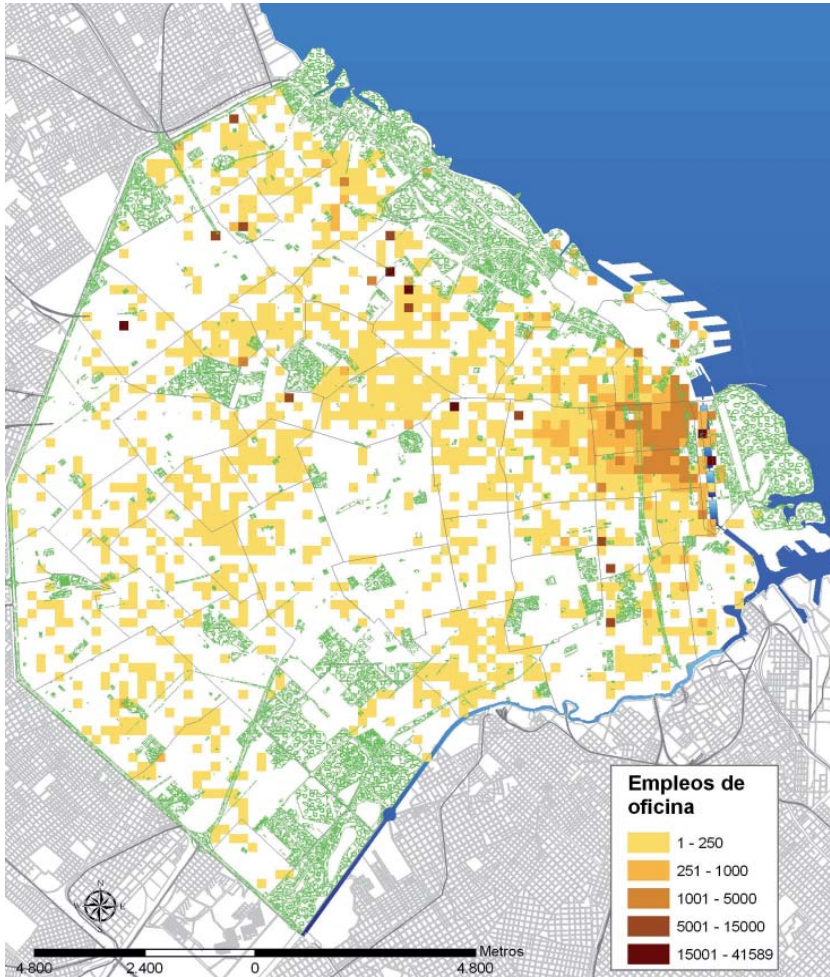 Empleos de
oficina
1 - 250
251 - 1000
1001 - 5000
5001 - 15000
15001 - 41589
N
W E
S
Metros
4.800 2.400 0 4.800